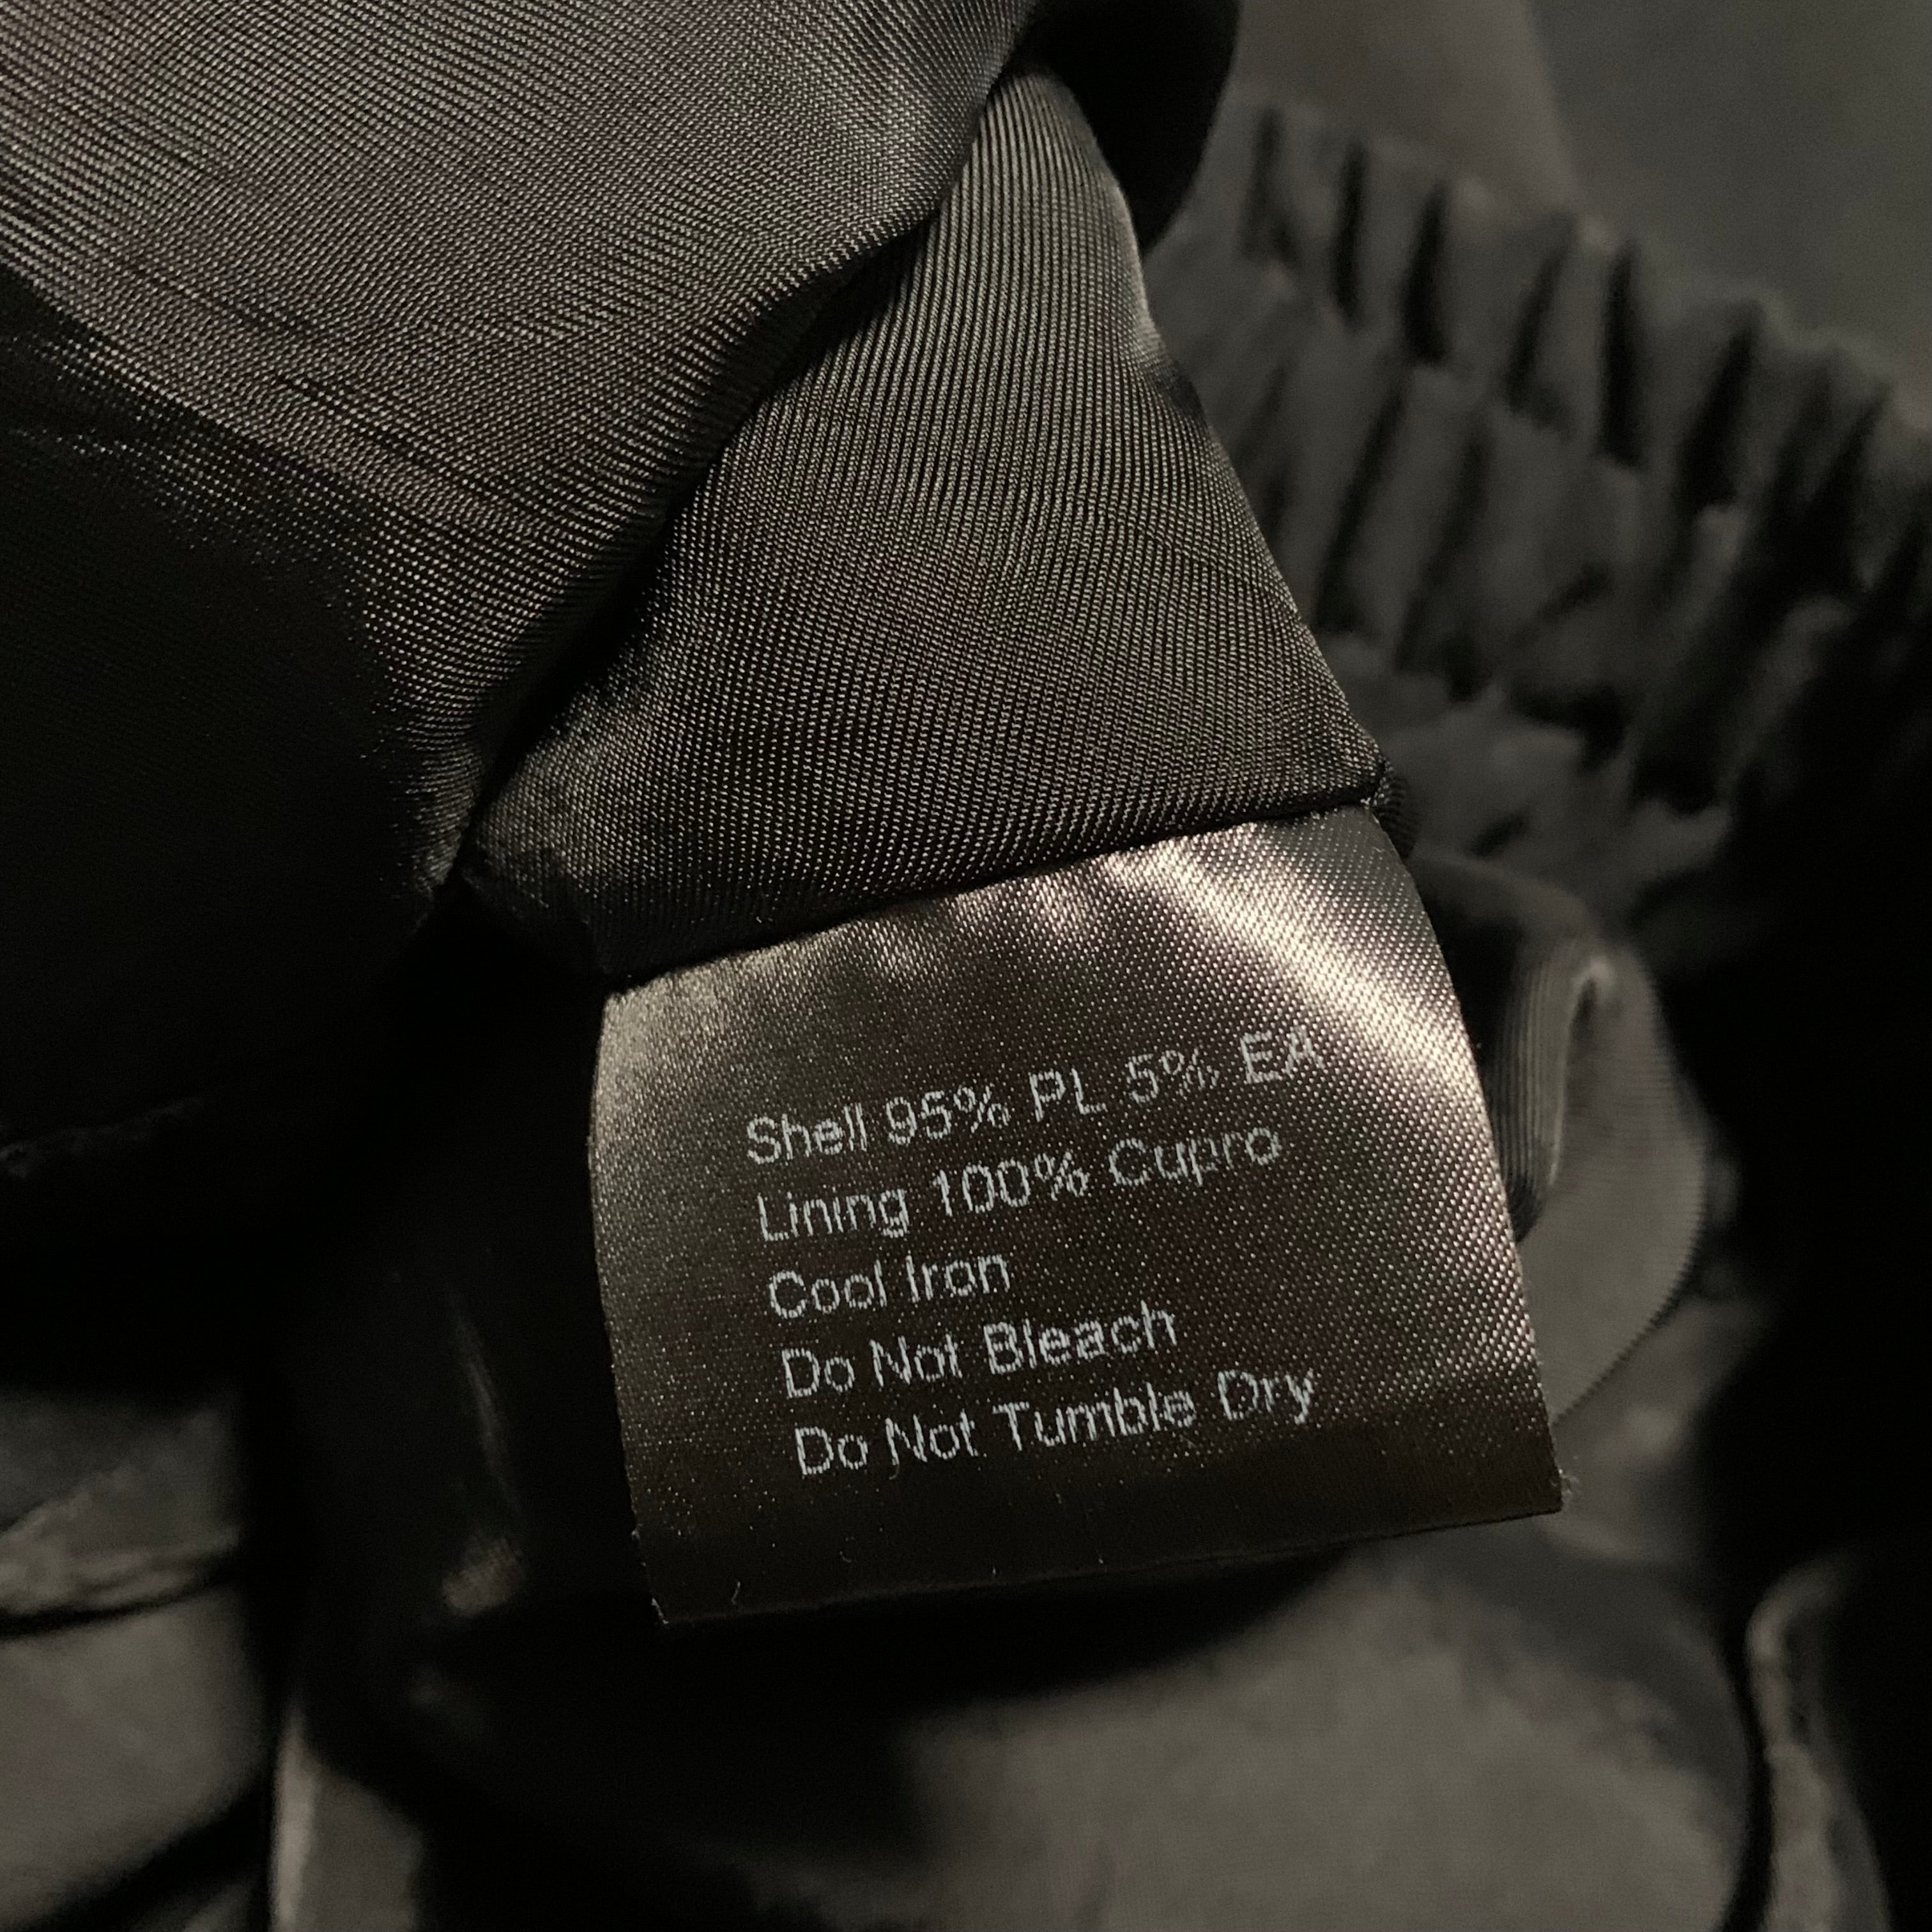 Shell 95% PL 5% EA
Lining 100% Cupro
Cool Iron
Do Not Bleach
Do Not Tumble Dry